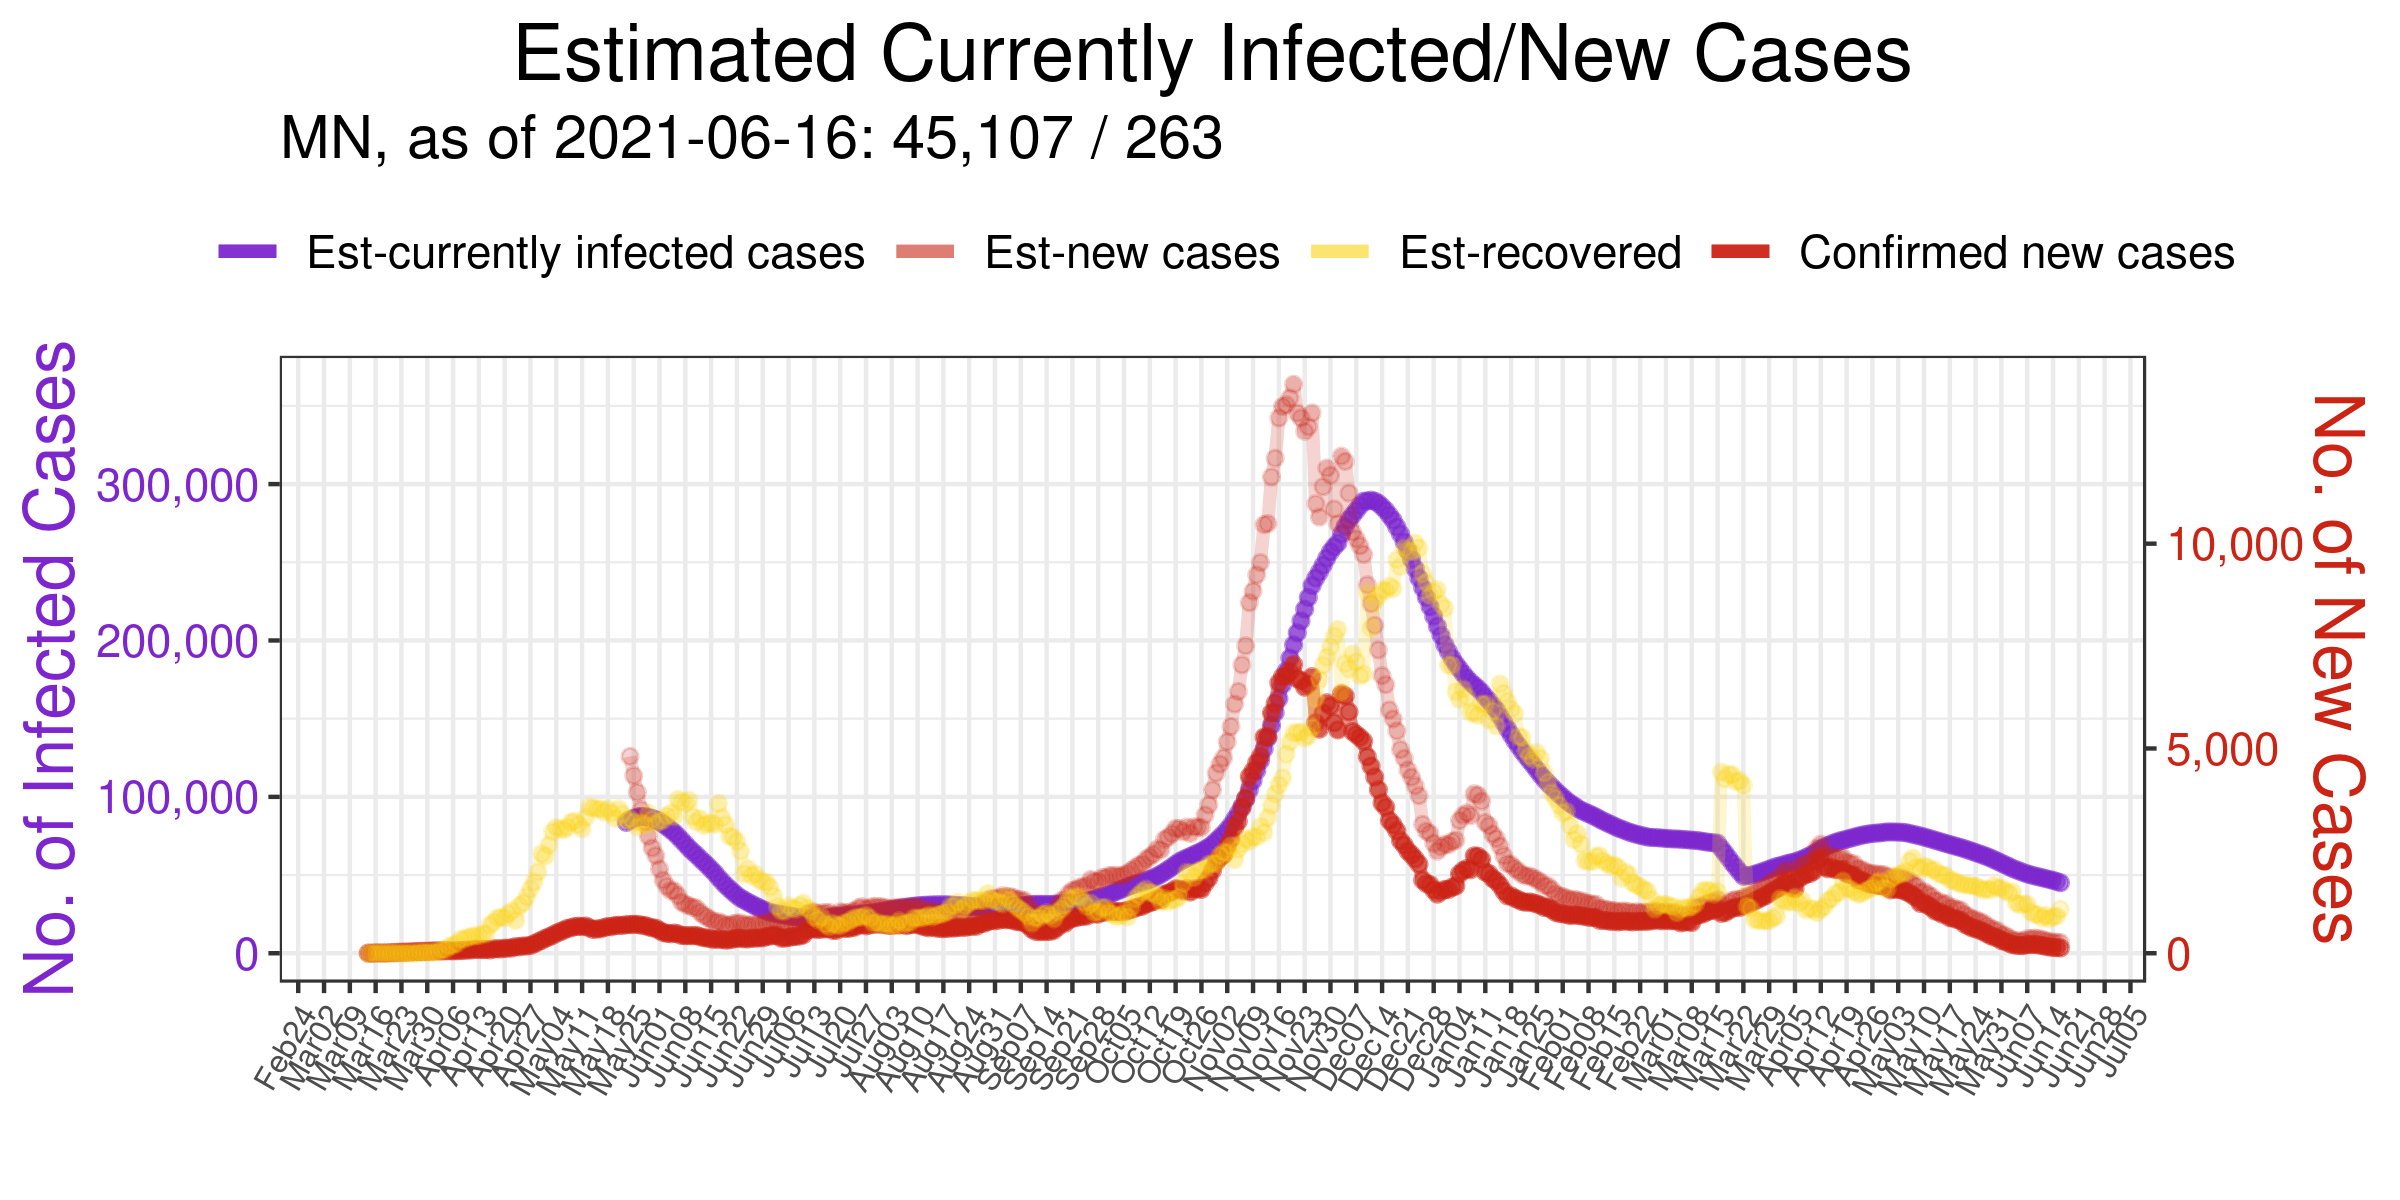 Estimated Currently Infected/New Cases
MN, as of 2021-06-16: 45,107 / 263
Est-currently infected cases Est-new cases Est-recovered Confirmed new cases
No. of Infected Cases
300,000
200,000
100,000
0
10,000
5,000
0
No. of New Cases
Feb24
Mar02
Mar09
Mar16
Mar23
Mar30
Apr06
Apr13
Apr20
Apr27
May04
May11
May18
May25
Jun01
Jun08
Jun15
Jun22
Jun29
Jul06
Jul13
Jul20
Jul27
Aug03
Aug10
Aug17
Aug24
Aug31
Sep07
Sep14
Sep21
Sep28
Oct05
Oct12
Oct19
Oct26
Nov02
Nov09
Nov16
Nov23
Nov30
Dec07
Dec14
Dec21
Dec28
Jan04
Jan11
Jan18
Jan25
Feb01
Feb08
Feb15
Feb22
Mar01
Mar08
Mar15
Mar22
Mar29
Apr05
Apr12
Apr19
Apr26
May03
May10
May17
May24
May31
Jun07
Jun14
Jun21
Jun28
Jul05